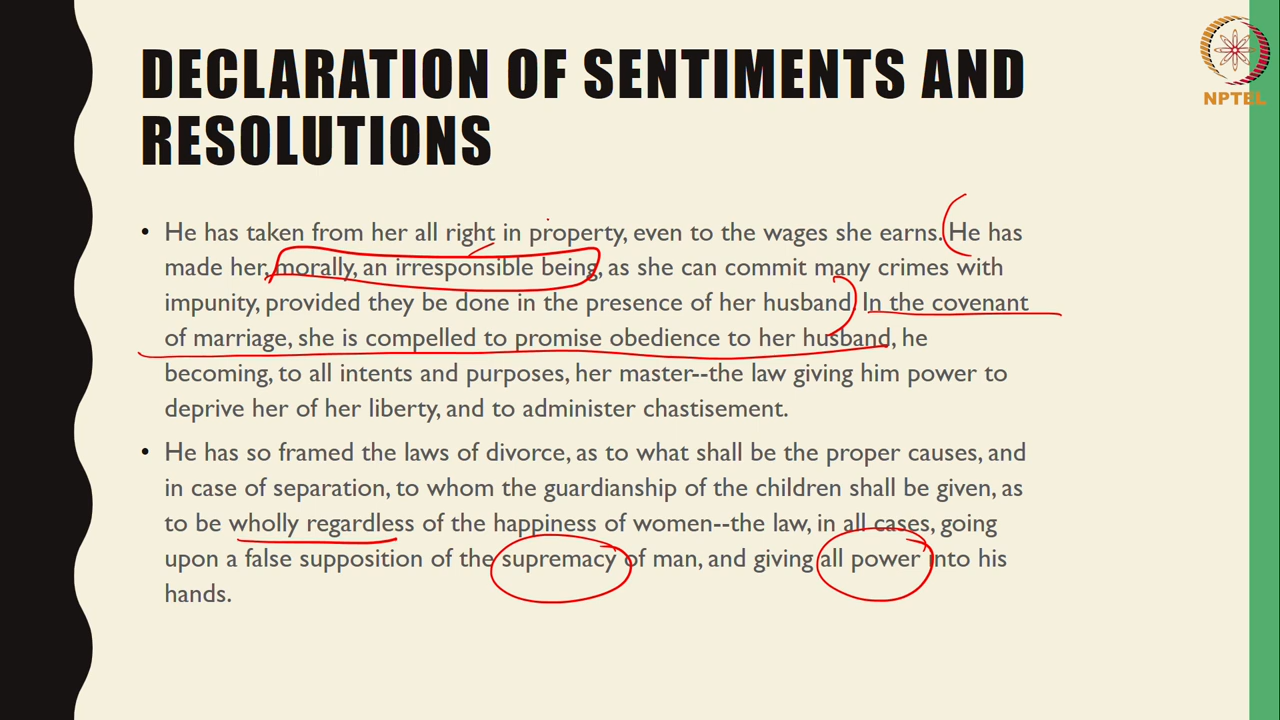 DECLARATION OF SENTIMENTS AND
RESOLUTIONS
NPTEL
• He has taken from her all right in property, even to the wages she earns. He has
made her, morally, an irresponsible being, as she can commit many crimes with
impunity, provided they be done in the presence of her husband. In the covenant
of marriage, she is compelled to promise obedience to her husband, he
becoming, to all intents and purposes, her master--the law giving him power to
deprive her of her liberty, and to administer chastisement.
• He has so framed the laws of divorce, as to what shall be the proper causes, and
in case of separation, to whom the guardianship of the children shall be given, as
to be wholly regardless of the happiness of women--the law, in all cases, going
upon a false supposition of the supremacy of man, and giving all power into his
hands.